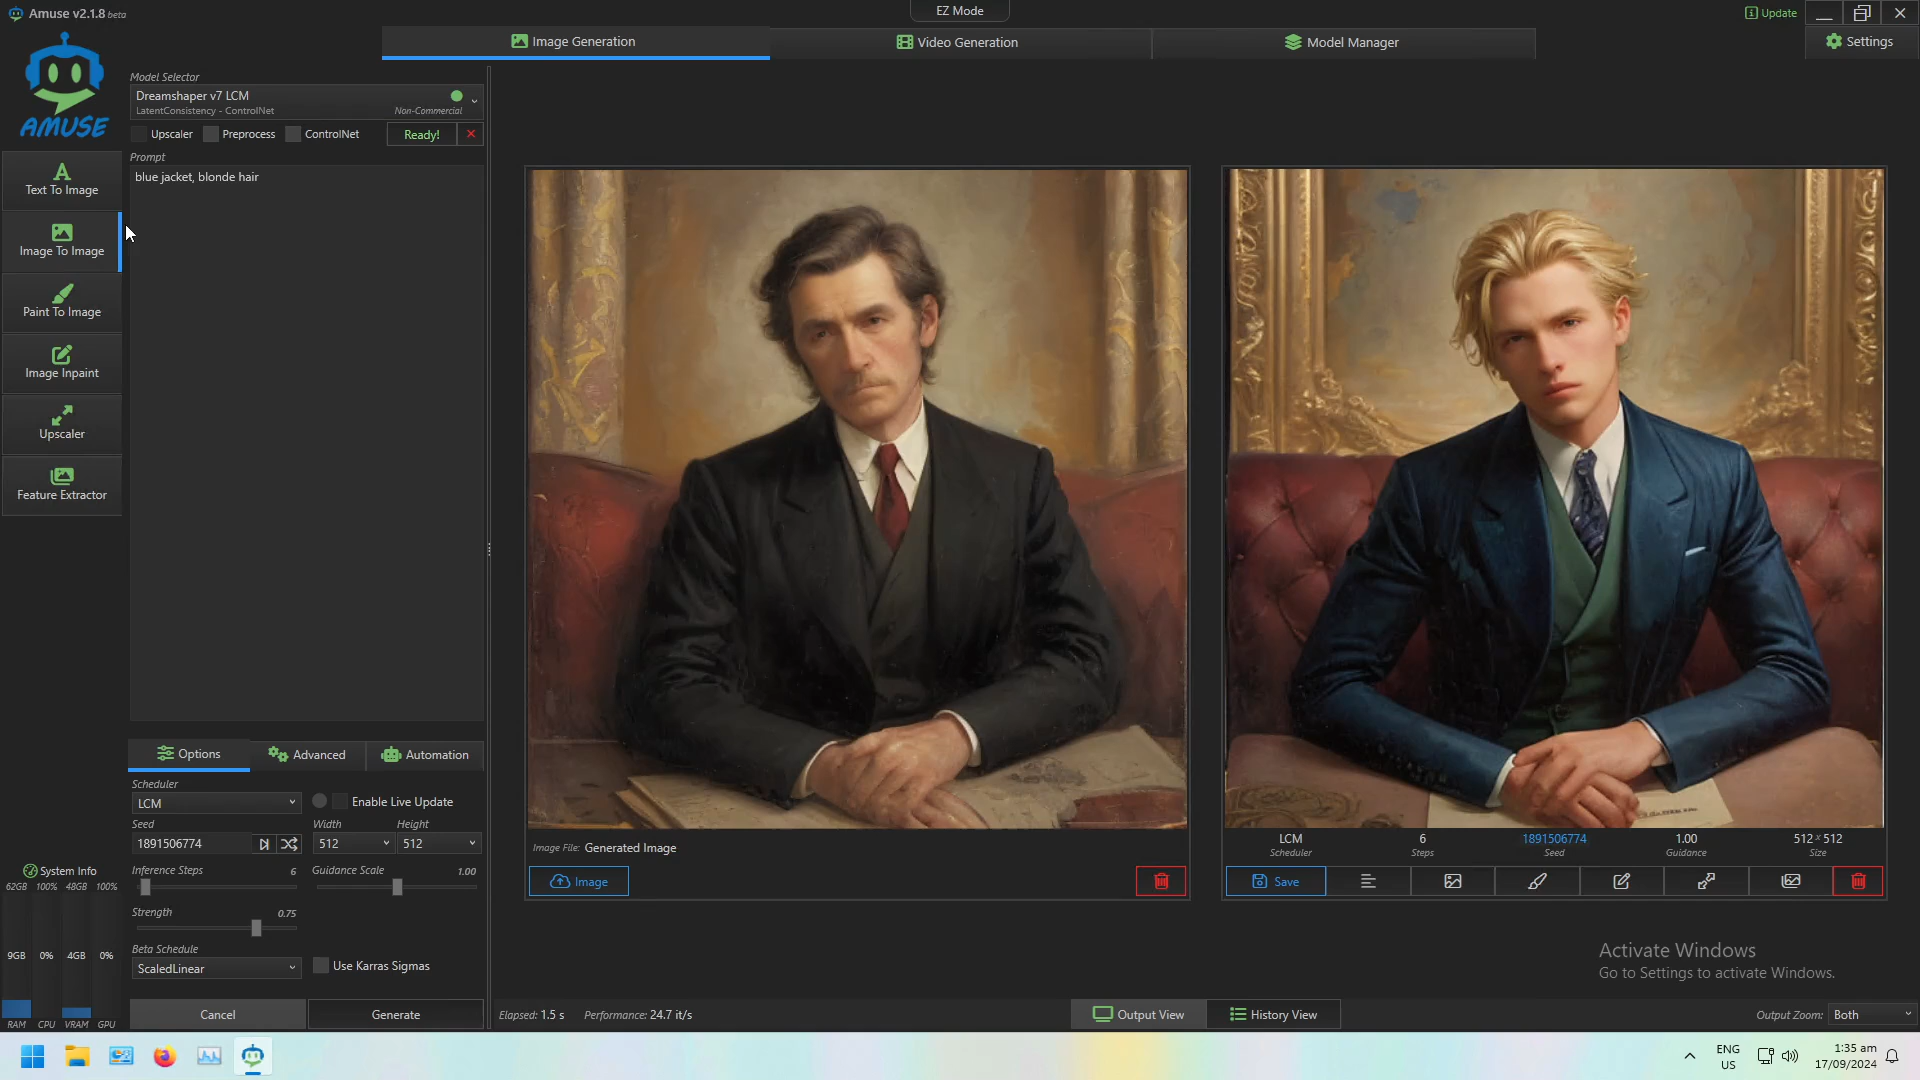 Amuse v2.1.8 beta
EZ Mode
Update
Image Generation
Video Generation
Model Manager
Settings
AMUSE
Model Selector
Dreamshaper v7 LCM
LatentConsistency - ControlNet
Non-Commercial
Upscaler
Preprocess
ControlNet
Ready!
Prompt
blue jacket, blonde hair
Text To Image
Image To Image
Paint To Image
Image Inpaint
Upscaler
Feature Extractor
Options
Advanced
Automation
Scheduler
LCM
Enable Live Update
Seed
Width
Height
1891506774
512
512
Inference Steps 6
Guidance Scale 1.00
Strength 0.75
Beta Schedule
ScaledLinear
Use Karras Sigmas
Cancel
Generate
System Info
62GB 100% 48GB 100%
9GB 0% 4GB 0%
RAM CPU VRAM GPU
Image File: Generated Image
Image
LCM
Scheduler
6
Steps
1891506774
Seed
1.00
Guidance
512 × 512
Size
Save
Activate Windows
Go to Settings to activate Windows.
Elapsed: 1.5 s
Performance: 24.7 it/s
Output View
History View
Output Zoom: Both
ENG
US
1:35 am
17/09/2024